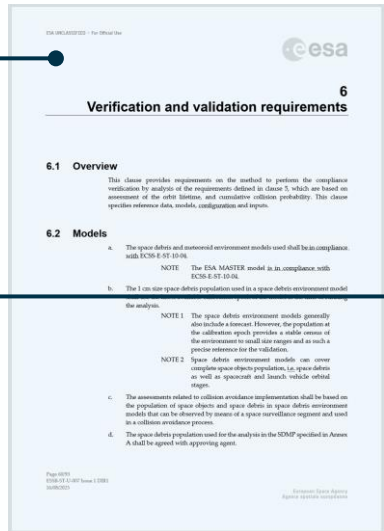 ESA UNCLASSIFIED – For Official Use
esa
6
Verification and validation requirements
6.1 Overview
This clause provides requirements on the method to perform the compliance
verification by analysis of the requirements defined in clause 5, which are based on
assessment of the orbit lifetime, and cumulative collision probability. This clause
specifies reference data, models, configuration and inputs.
6.2 Models
a. The space debris and meteoroid environment models used shall be in compliance
with ECSS-E-ST-10-04.
NOTE The ESA MASTER model is in compliance with
ECSS-E-ST-10-04.
b. The 1 cm size space debris population used in a space debris environment model
the analysis.
NOTE 1 The space debris environment models generally
also include a forecast. However, the population at
the calibration epoch provides a stable census of
the environment to small size ranges and as such a
precise reference for the validation.
NOTE 2 Space debris environment models can cover
complete space objects population, i.e. space debris
as well as spacecraft and launch vehicle orbital
stages.
c. The assessments related to collision avoidance implementation shall be based on
the population of space objects and space debris in space debris environment
models that can be observed by means of a space surveillance segment and used
in a collision avoidance process.
d. The space debris population used for the analysis in the SDMP specified in Annex
A shall be agreed with approving agent.
European Space Agency
Agence spatiale européenne